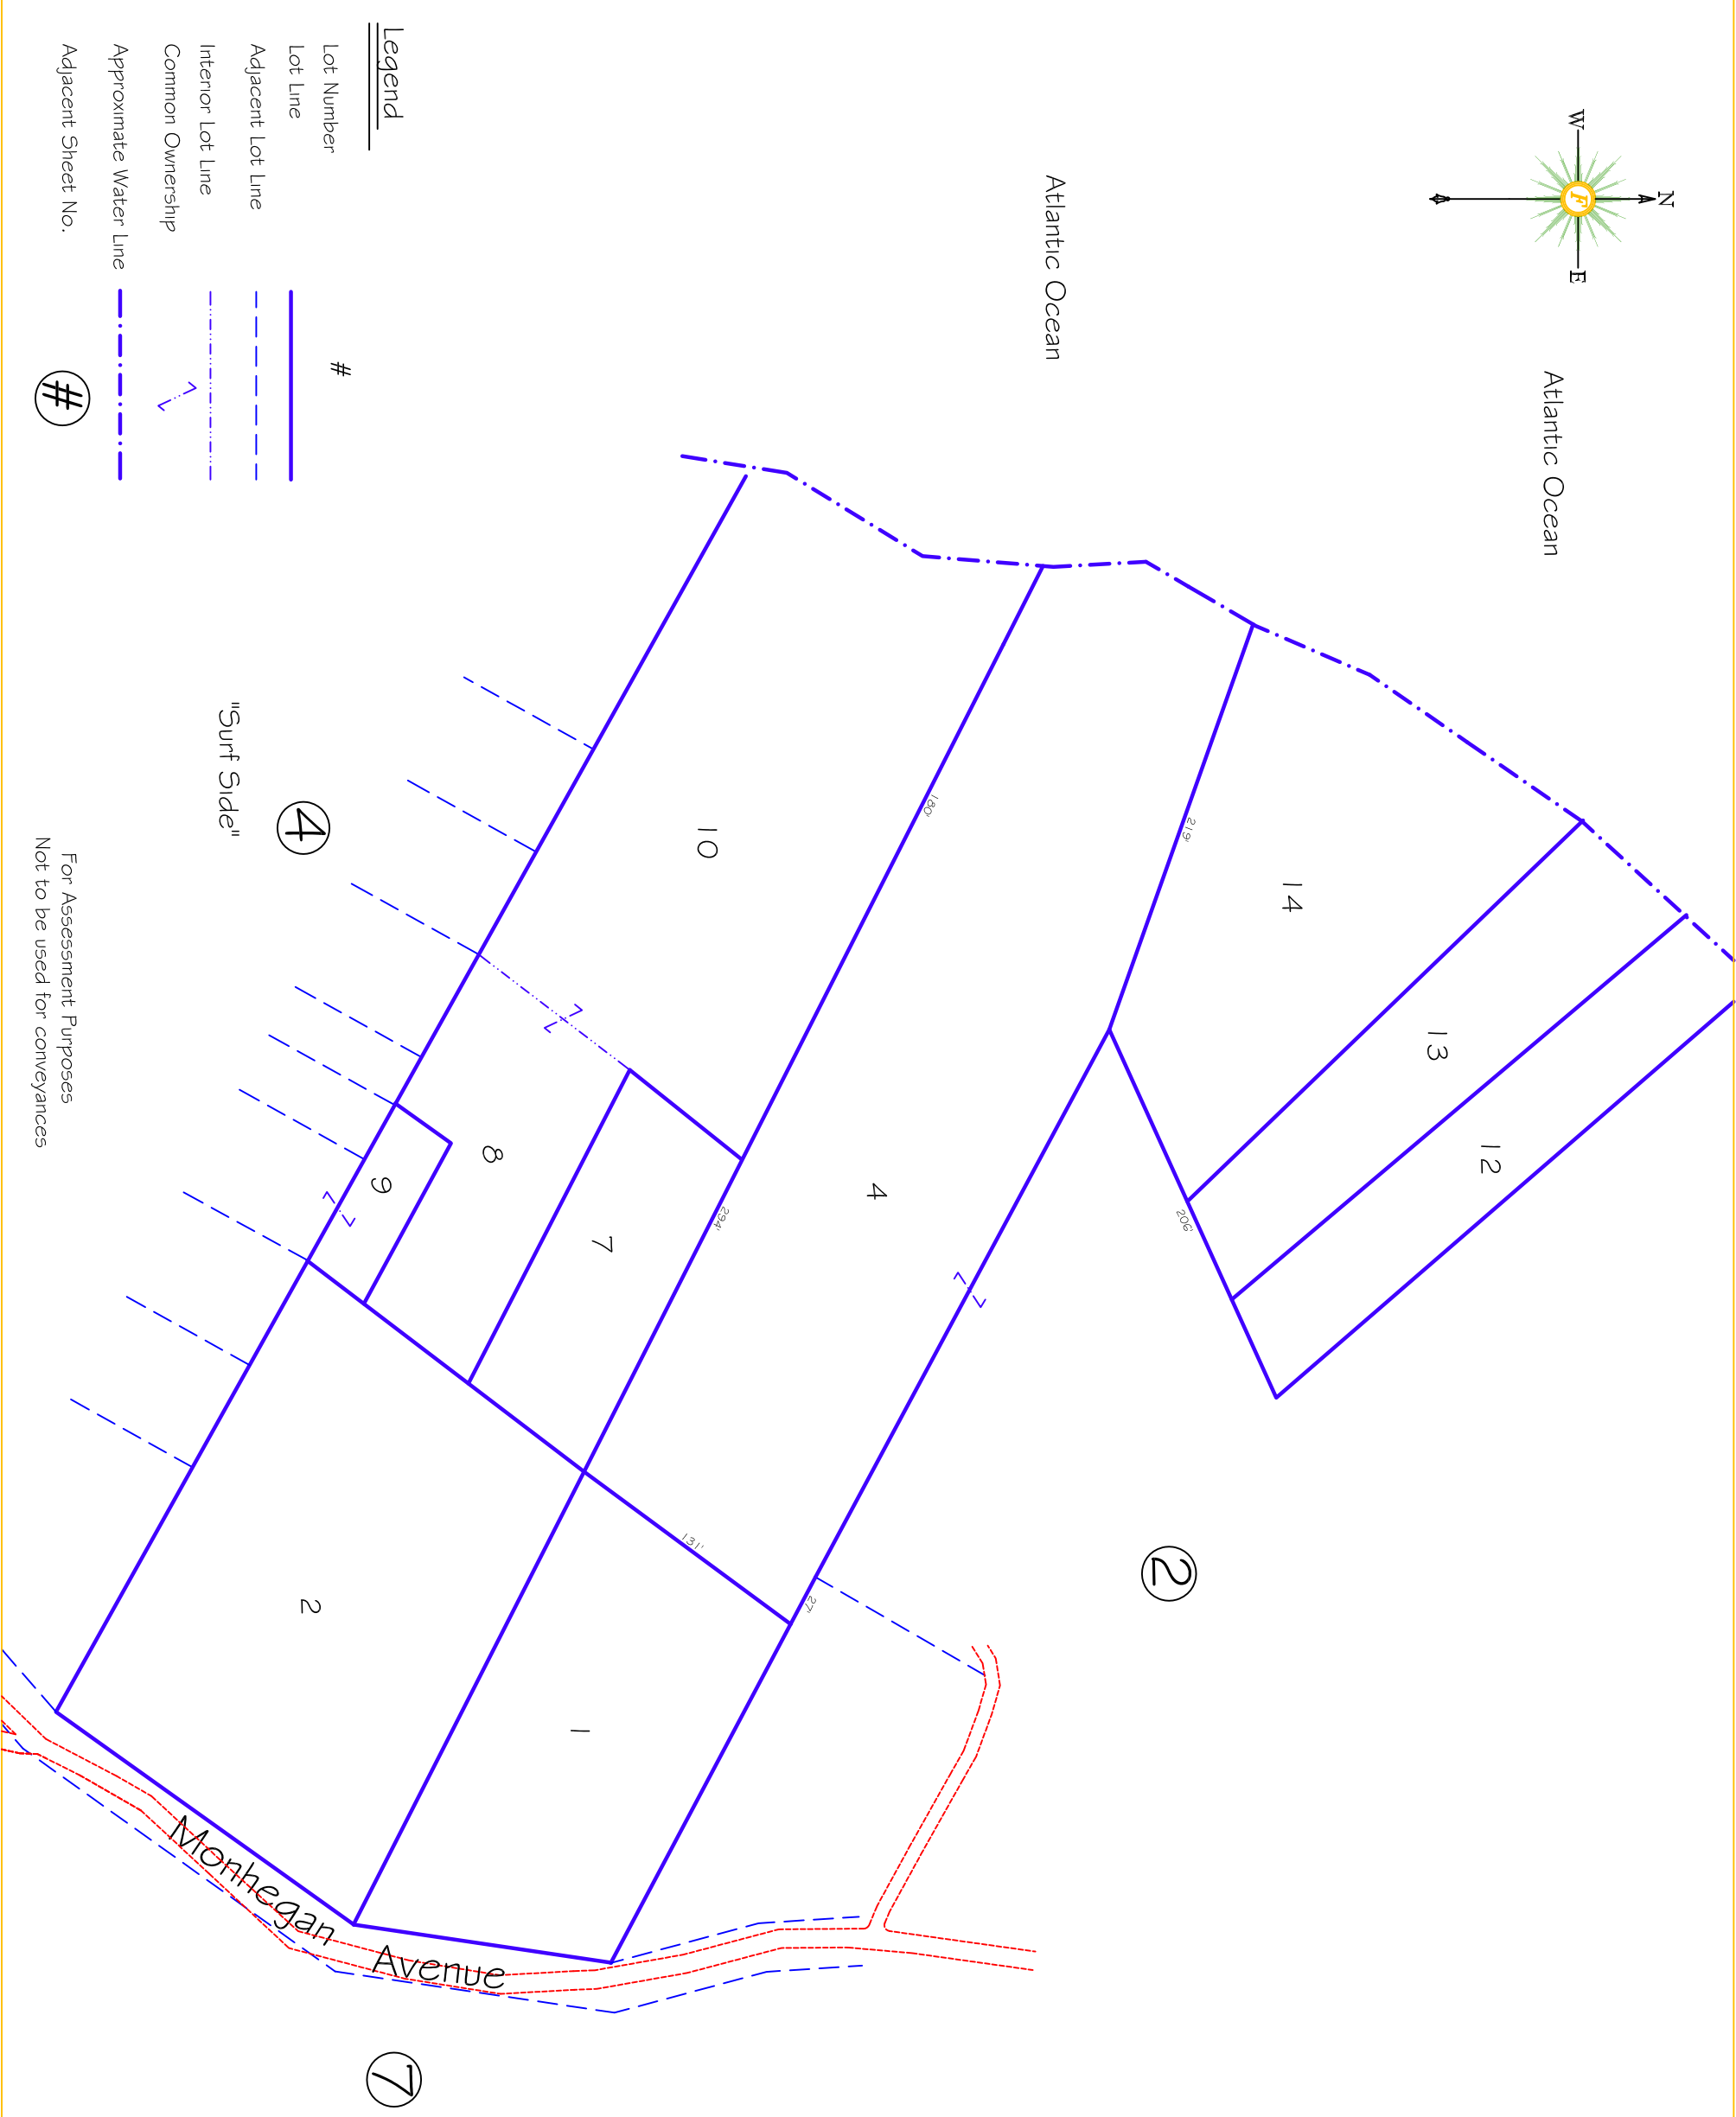 N
W
E
F
Atlantic Ocean
Atlantic Ocean
12
13
14
206'
219'
2
4
180'
294'
27'
131'
10
7
8
9
1
2
4
"Surf Side"
Monhegan Avenue
7
Legend
Lot Number #
Lot Line
Adjacent Lot Line
Interior Lot Line
Common Ownership
Approximate Water Line
Adjacent Sheet No. #
For Assessment Purposes
Not to be used for conveyances